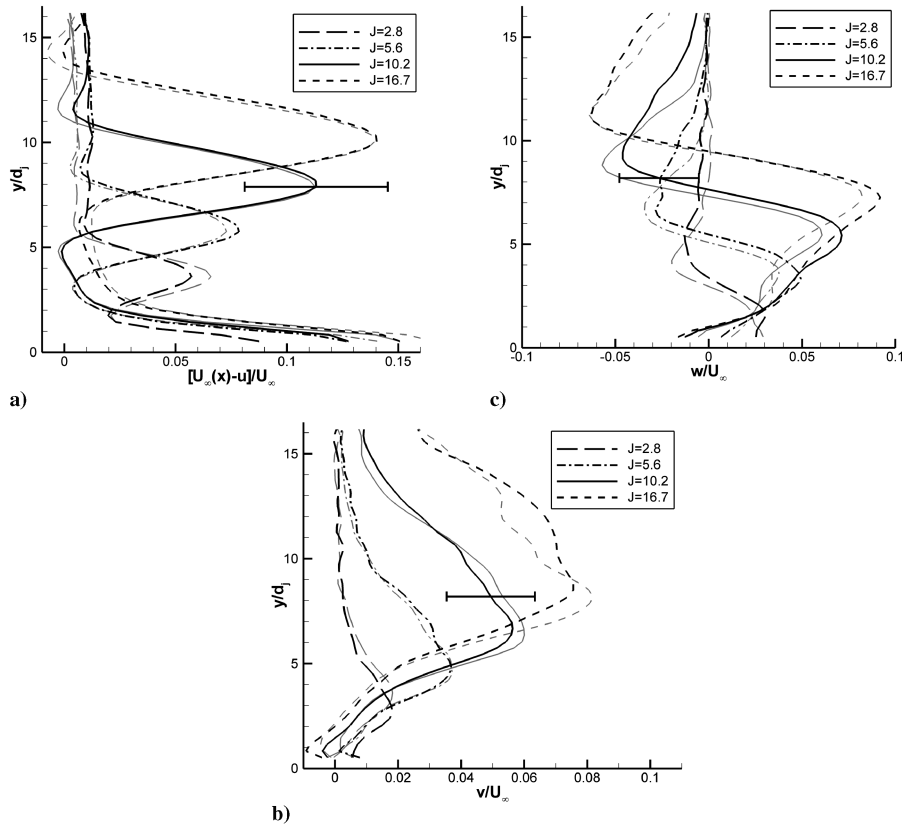 15
10
5
0
y/dj
J=2.8
J=5.6
J=10.2
J=16.7
0
0.05
0.1
0.15
[U∞(x)-u]/U∞
a)
15
10
5
0
y/dj
J=2.8
J=5.6
J=10.2
J=16.7
-0.1
-0.05
0
0.05
0.1
w/U∞
c)
15
10
5
0
y/dj
J=2.8
J=5.6
J=10.2
J=16.7
0
0.02
0.04
0.06
0.08
0.1
v/U∞
b)